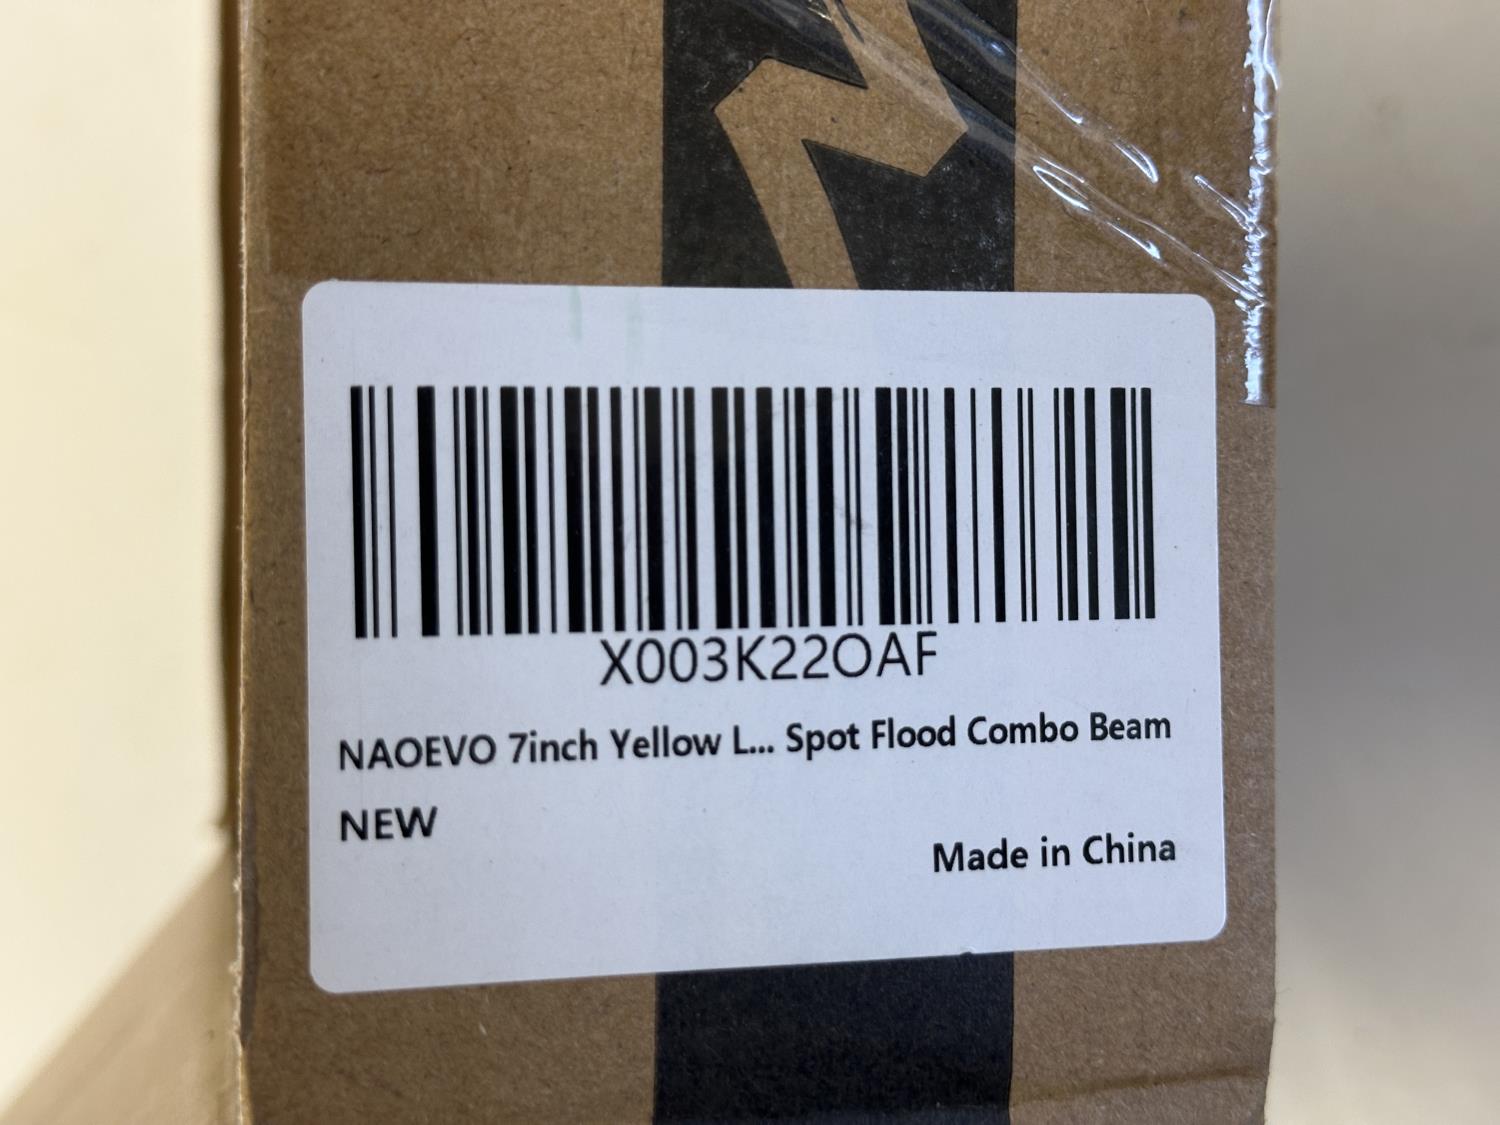 X003K22OAF
NAOEVO 7inch Yellow L... Spot Flood Combo Beam
NEW
Made in China